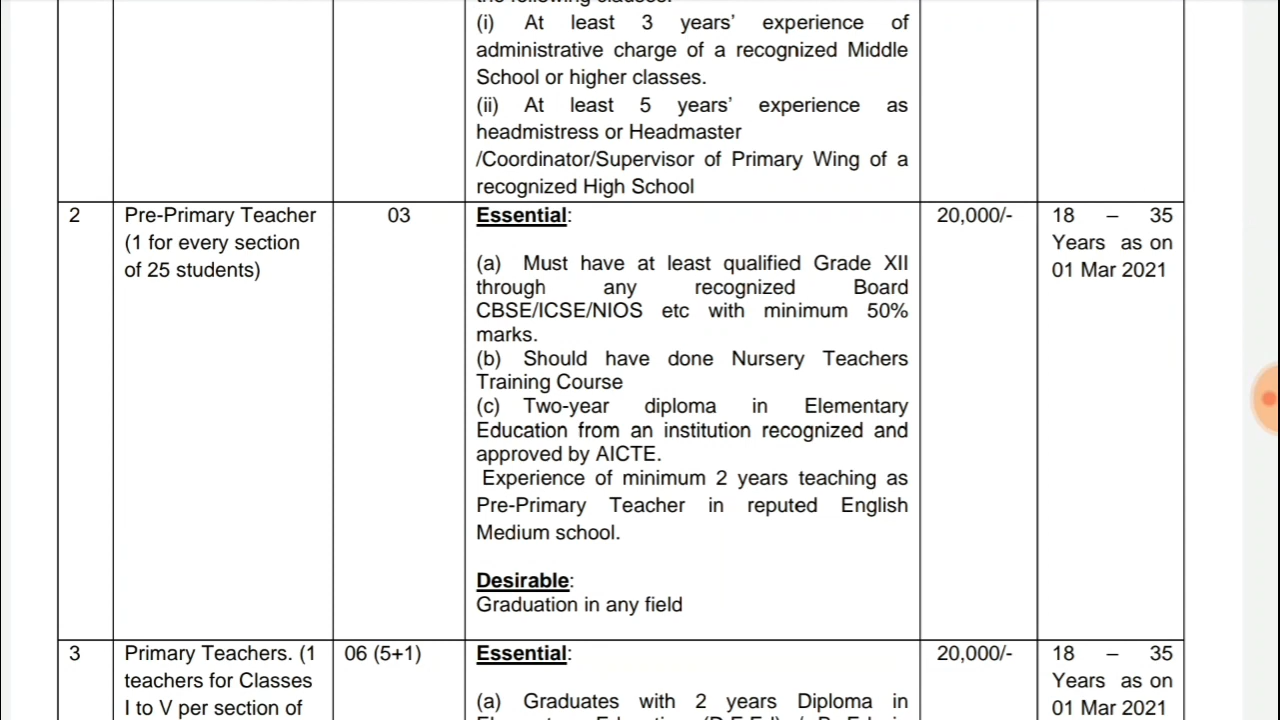 the following clauses:
(i) At least 3 years' experience of
administrative charge of a recognized Middle
School or higher classes.
(ii) At least 5 years' experience as
headmistress or Headmaster
/Coordinator/Supervisor of Primary Wing of a
recognized High School
2
Pre-Primary Teacher
(1 for every section
of 25 students)
03
Essential:
(a) Must have at least qualified Grade XII
through any recognized Board
CBSE/ICSE/NIOS etc with minimum 50%
marks.
(b) Should have done Nursery Teachers
Training Course
(c) Two-year diploma in Elementary
Education from an institution recognized and
approved by AICTE.
Experience of minimum 2 years teaching as
Pre-Primary Teacher in reputed English
Medium school.
Desirable:
Graduation in any field
20,000/-
18 – 35
Years as on
01 Mar 2021
3
Primary Teachers. (1
teachers for Classes
I to V per section of
06 (5+1)
Essential:
(a) Graduates with 2 years Diploma in
20,000/-
18 – 35
Years as on
01 Mar 2021